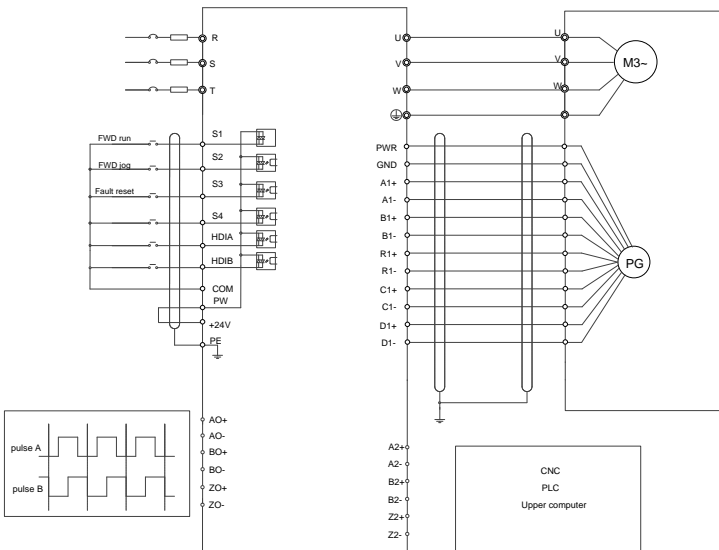 R
S
T
S1
FWD run
S2
FWD jog
S3
Fault reset
S4
HDIA
HDIB
COM
PW
+24V
PE
U
V
W
U
V
W
M3~
PWR
GND
A1+
A1-
B1+
B1-
R1+
R1-
C1+
C1-
D1+
D1-
PG
pulse A
pulse B
AO+
AO-
BO+
BO-
ZO+
ZO-
A2+
A2-
B2+
B2-
Z2+
Z2-
CNC
PLC
Upper computer